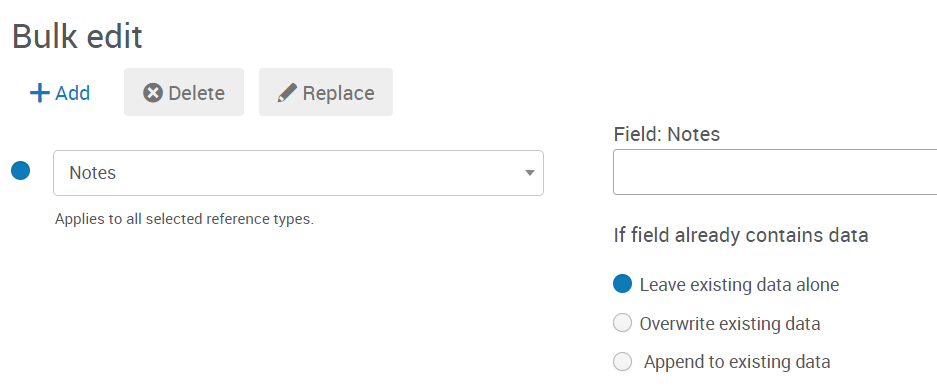 Bulk edit
Add
Delete
Replace
Field: Notes
Notes
Applies to all selected reference types.
If field already contains data
Leave existing data alone
Overwrite existing data
Append to existing data